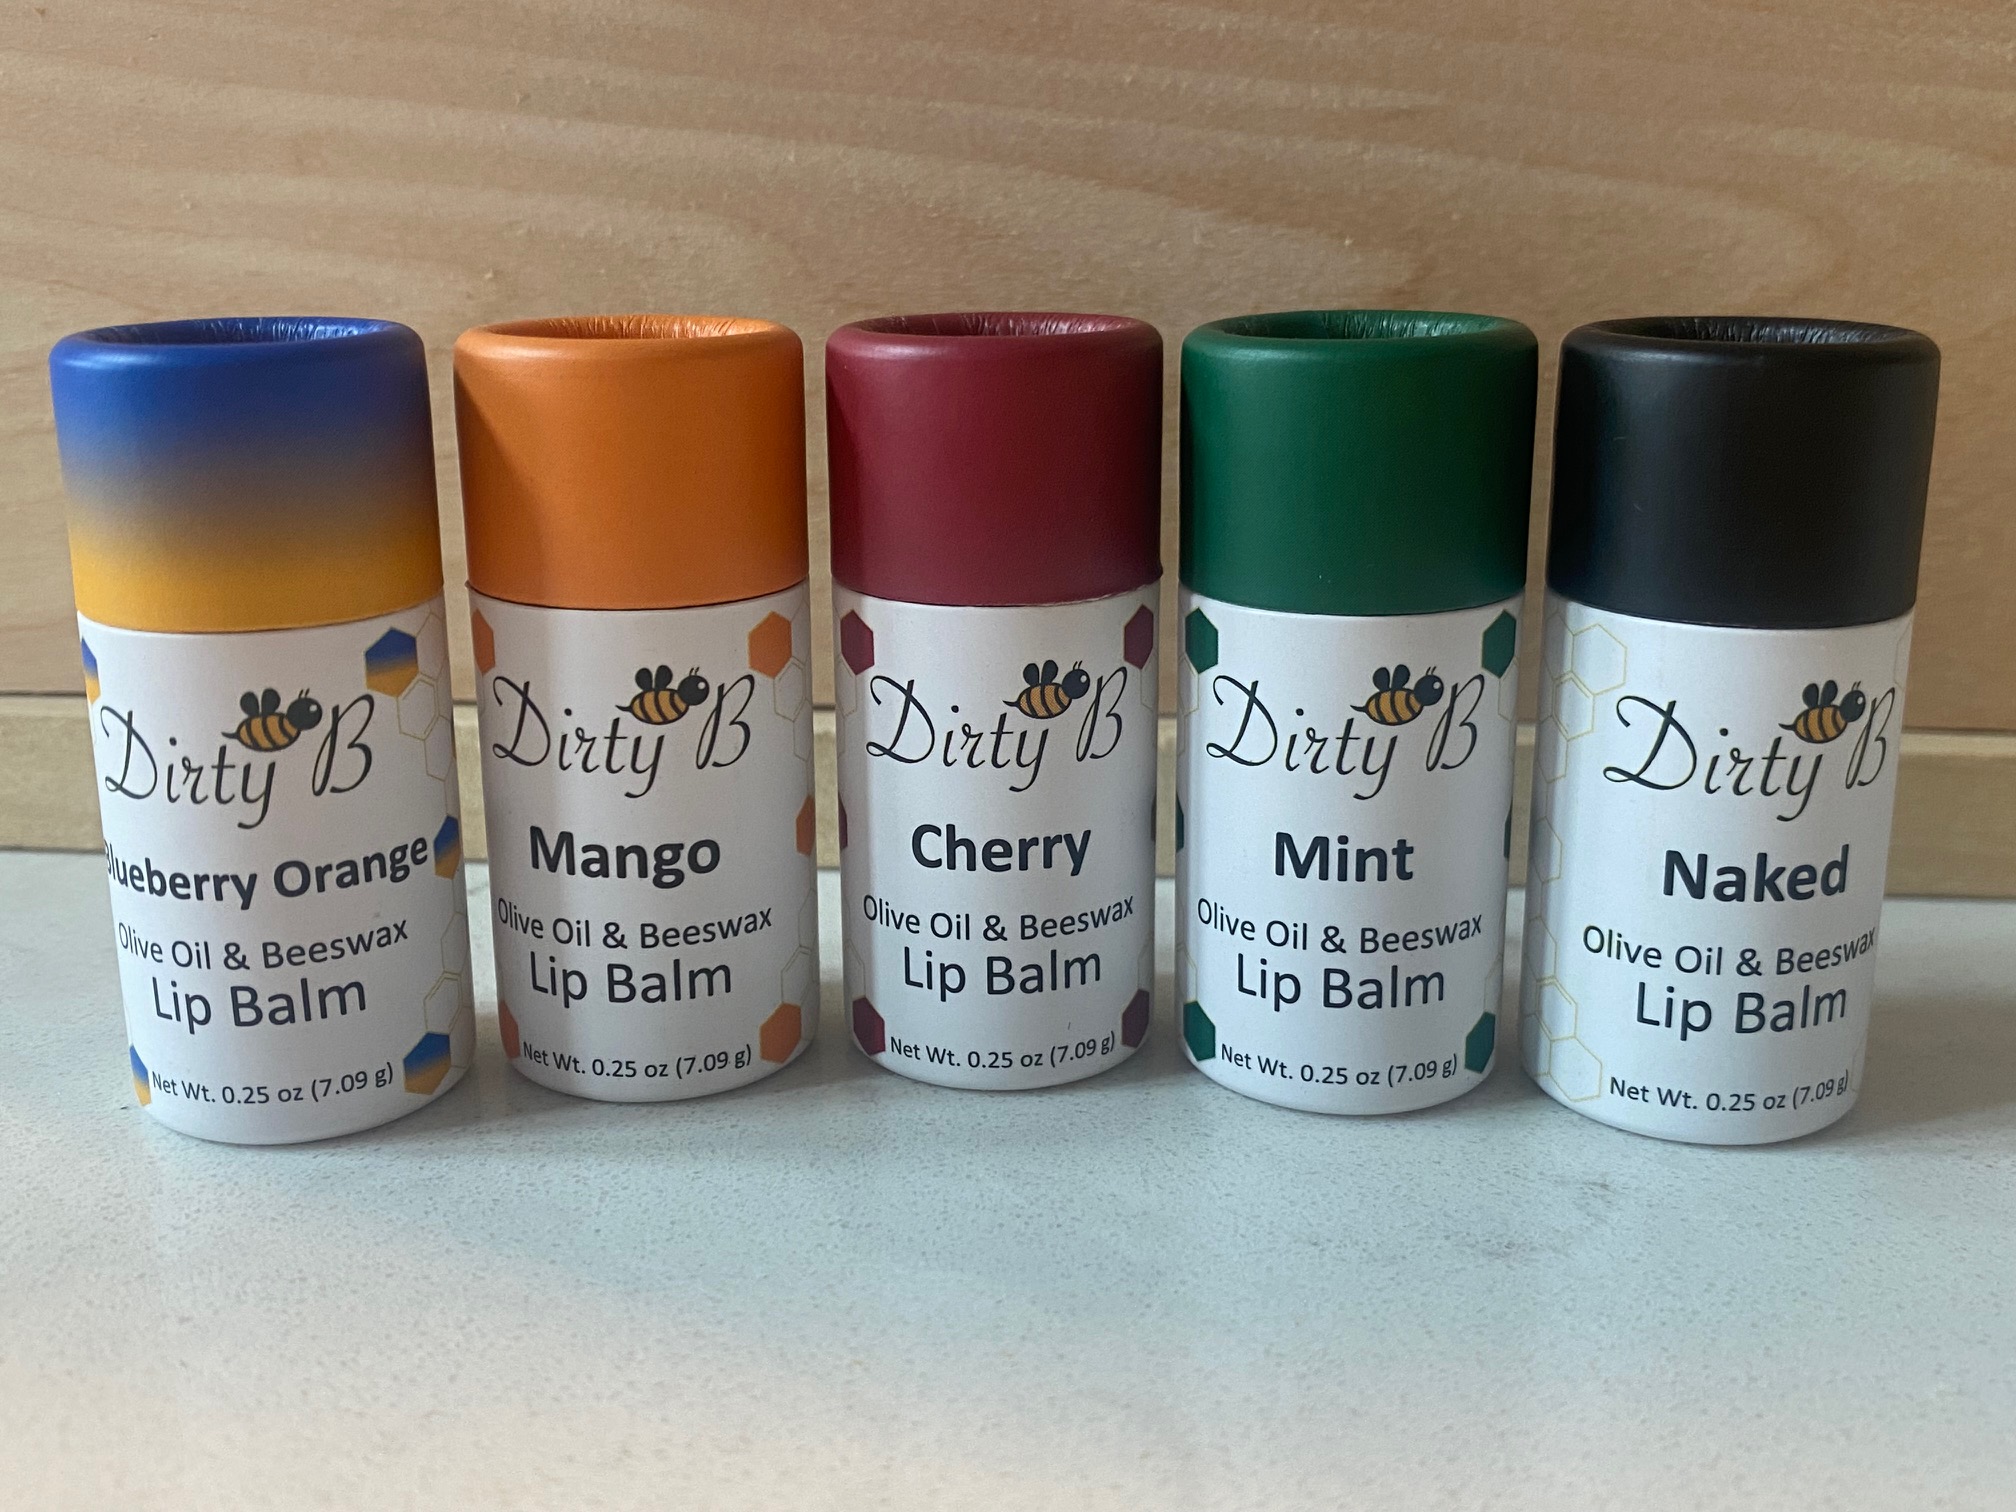 Dirty B
Blueberry Orange
Olive Oil & Beeswax
Lip Balm
Net Wt. 0.25 oz (7.09 g)
Dirty B
Mango
Olive Oil & Beeswax
Lip Balm
Net Wt. 0.25 oz (7.09 g)
Dirty B
Cherry
Olive Oil & Beeswax
Lip Balm
Net Wt. 0.25 oz (7.09 g)
Dirty B
Mint
Olive Oil & Beeswax
Lip Balm
Net Wt. 0.25 oz (7.09 g)
Dirty B
Naked
Olive Oil & Beeswax
Lip Balm
Net Wt. 0.25 oz (7.09 g)